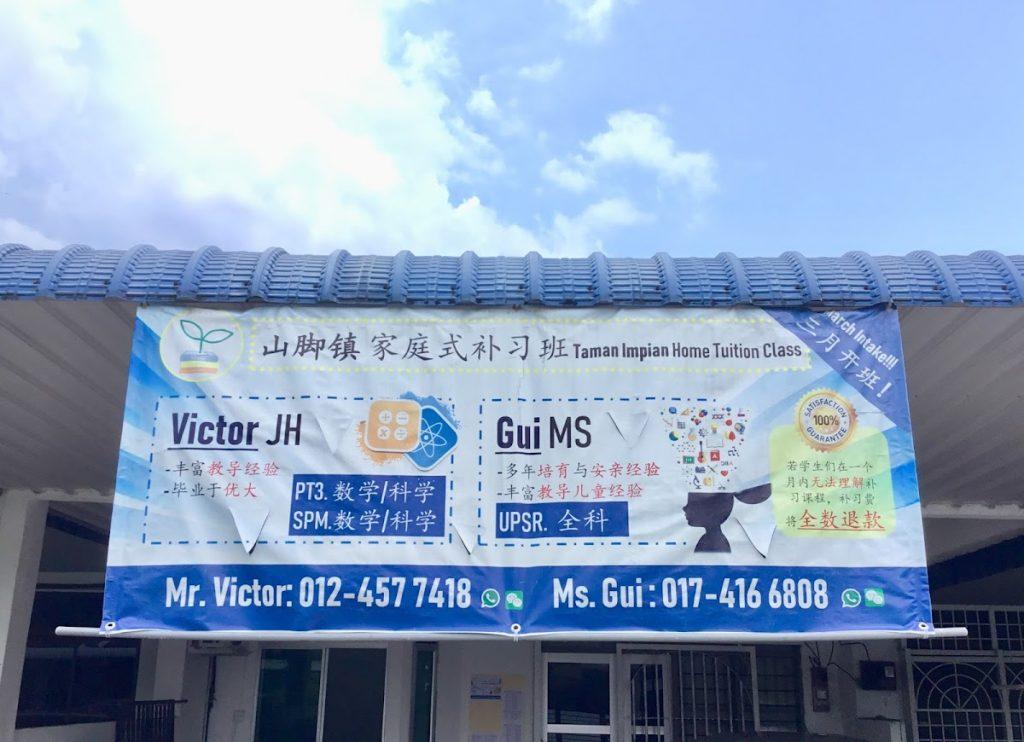 山脚镇 家庭式补习班 Taman Impian Home Tuition Class
March Intake!!!
三月开班！
Victor JH
-丰富教导经验
-毕业于优大
PT3. 数学/科学
SPM. 数学/科学
Gui MS
-多年培育与安亲经验
-丰富教导儿童经验
UPSR. 全科
SATISFACTION
100%
GUARANTEE
若学生们在一个
月内无法理解补
习课程，补习费
将全数退款
Mr. Victor: 012-457 7418
Ms. Gui : 017-416 6808